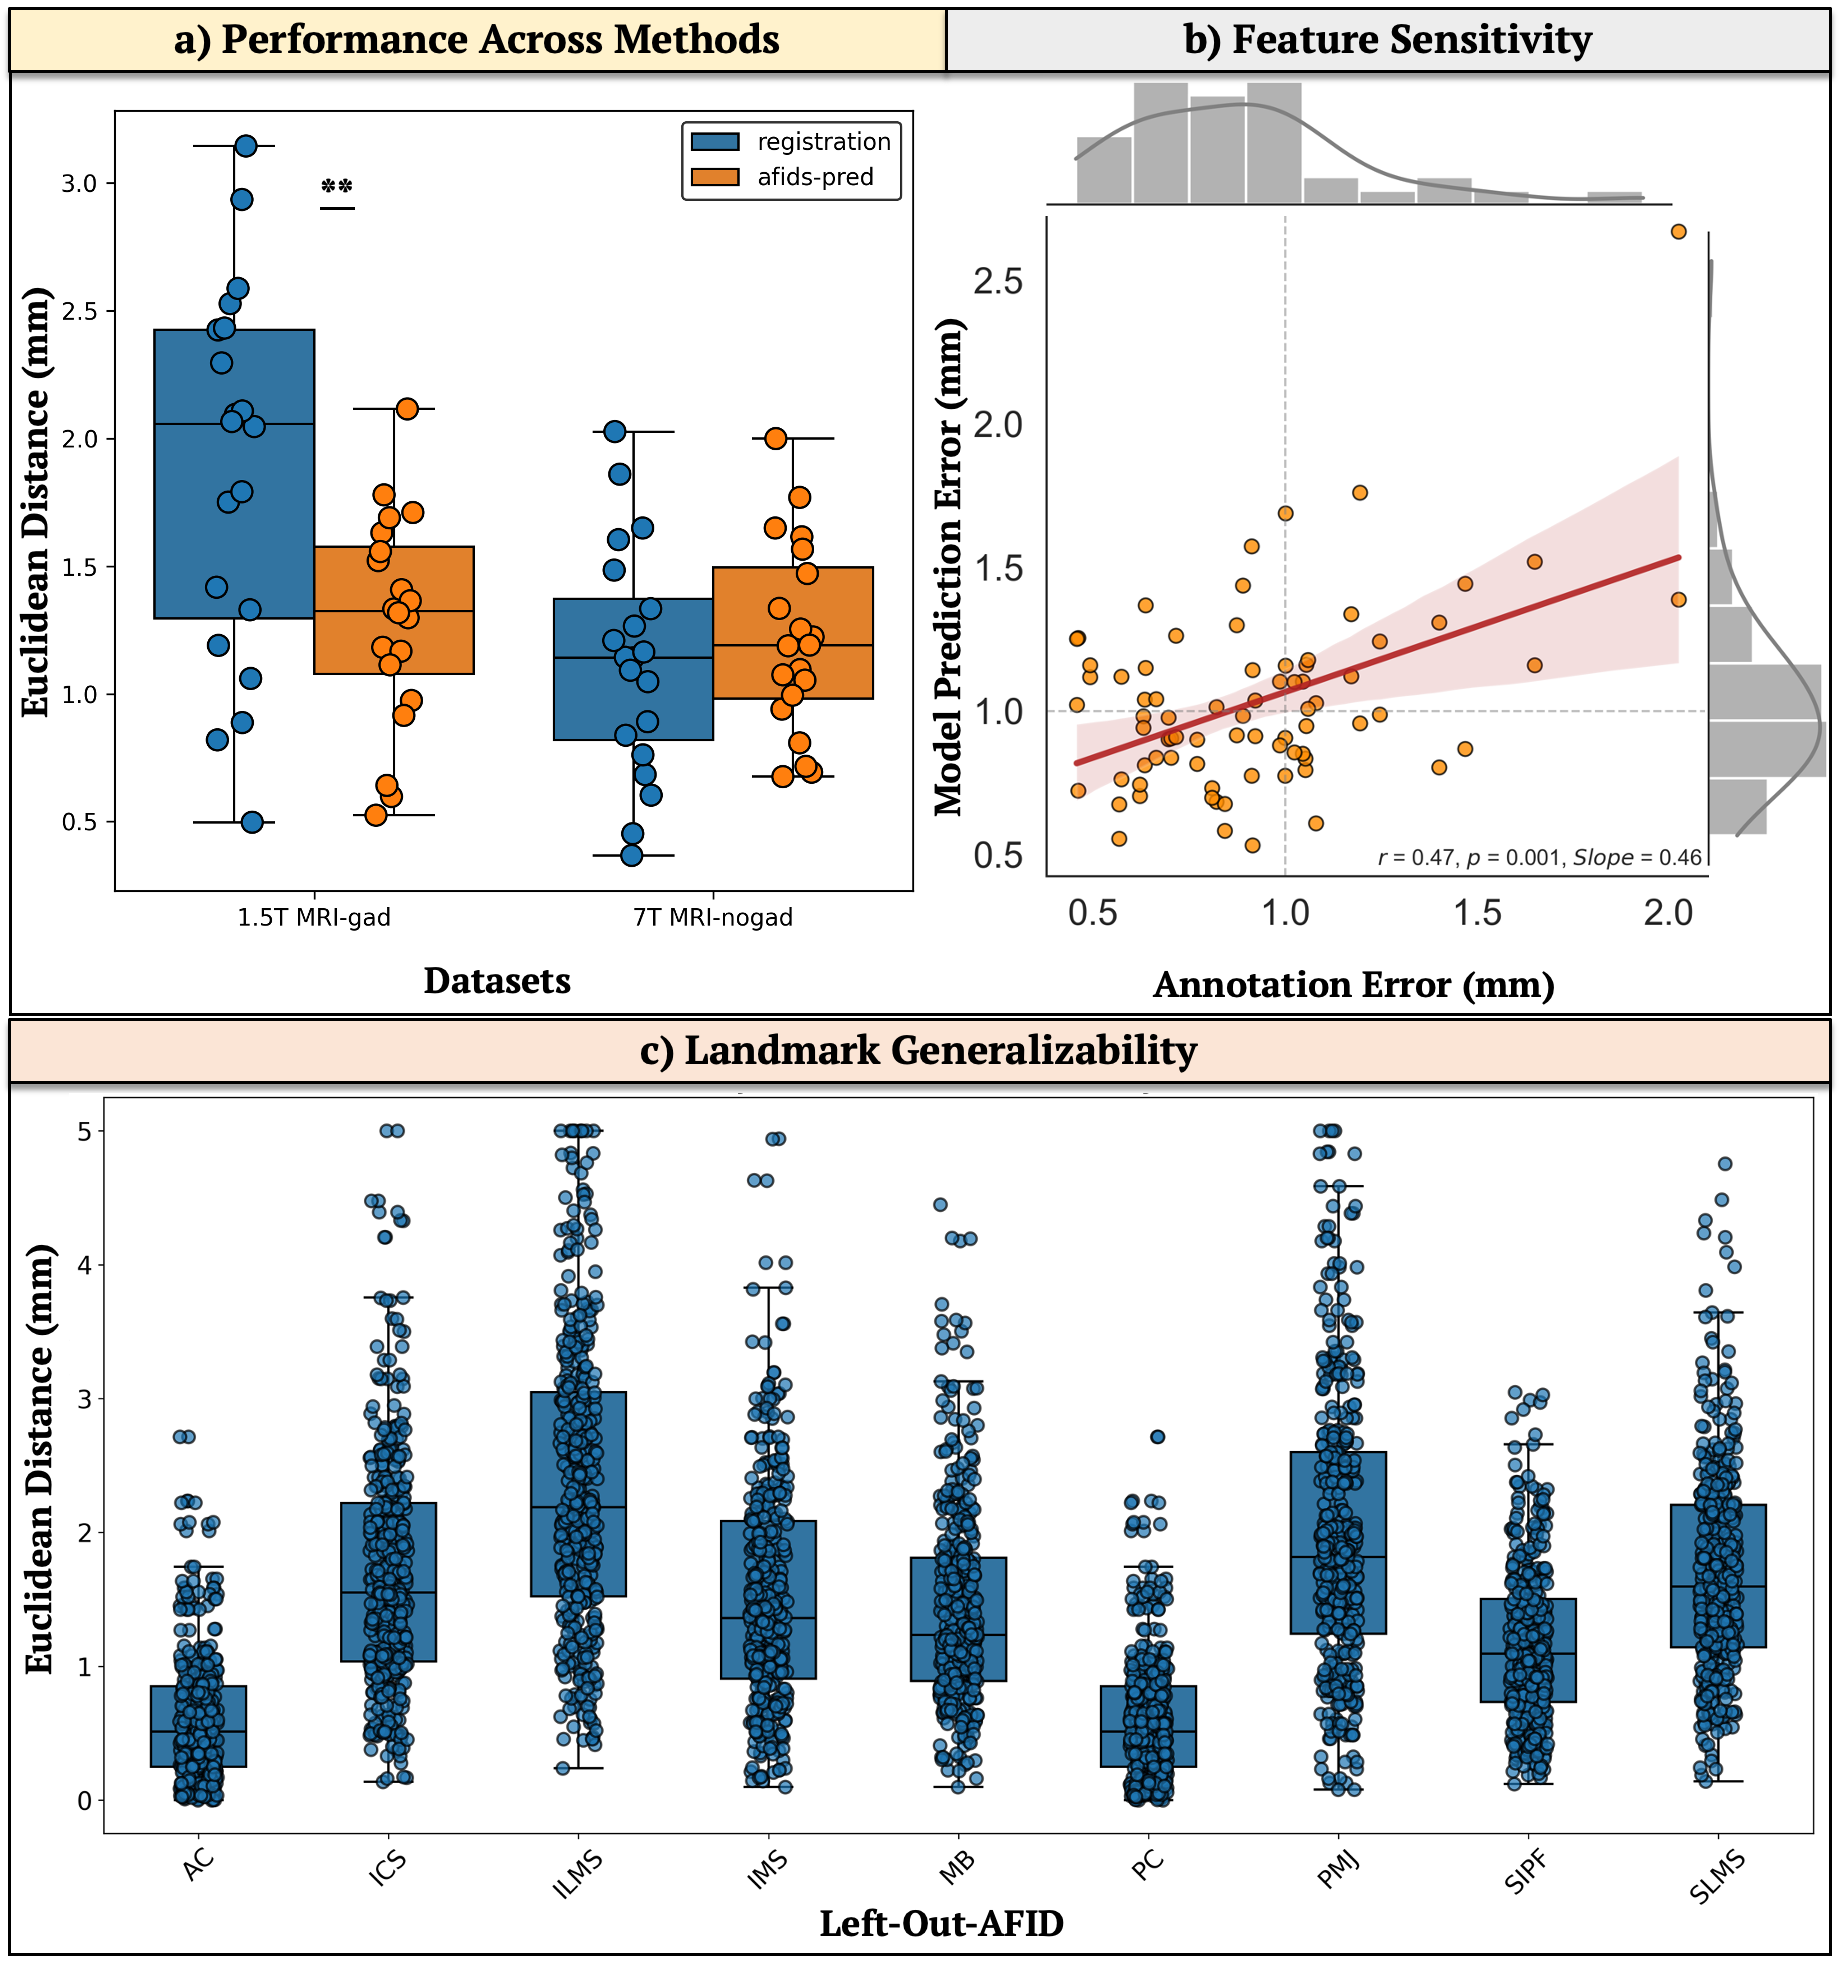 a) Performance Across Methods
b) Feature Sensitivity
registration
afids-pred
**
3.0
2.5
2.0
1.5
1.0
0.5
Euclidean Distance (mm)
1.5T MRI-gad
7T MRI-nogad
Datasets
2.5
2.0
1.5
1.0
0.5
Model Prediction Error (mm)
r = 0.47, p = 0.001, Slope = 0.46
0.5
1.0
1.5
2.0
Annotation Error (mm)
c) Landmark Generalizability
5
4
3
2
1
0
Euclidean Distance (mm)
AC
ICS
ILMS
IMS
MB
PC
PMJ
SIPF
SLMS
Left-Out-AFID